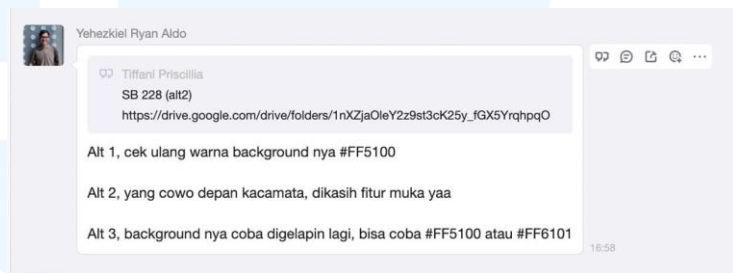 Yehezkiel Ryan Aldo
Tiffani Priscillia
SB 228 (alt2)
https://drive.google.com/drive/folders/1nXZjaOleY2z9st3cK25y_fGX5YrqhpqO
Alt 1, cek ulang warna background nya #FF5100
Alt 2, yang cowo depan kacamata, dikasih fitur muka yaa
Alt 3, background nya coba digelapin lagi, bisa coba #FF5100 atau #FF6101
16:58